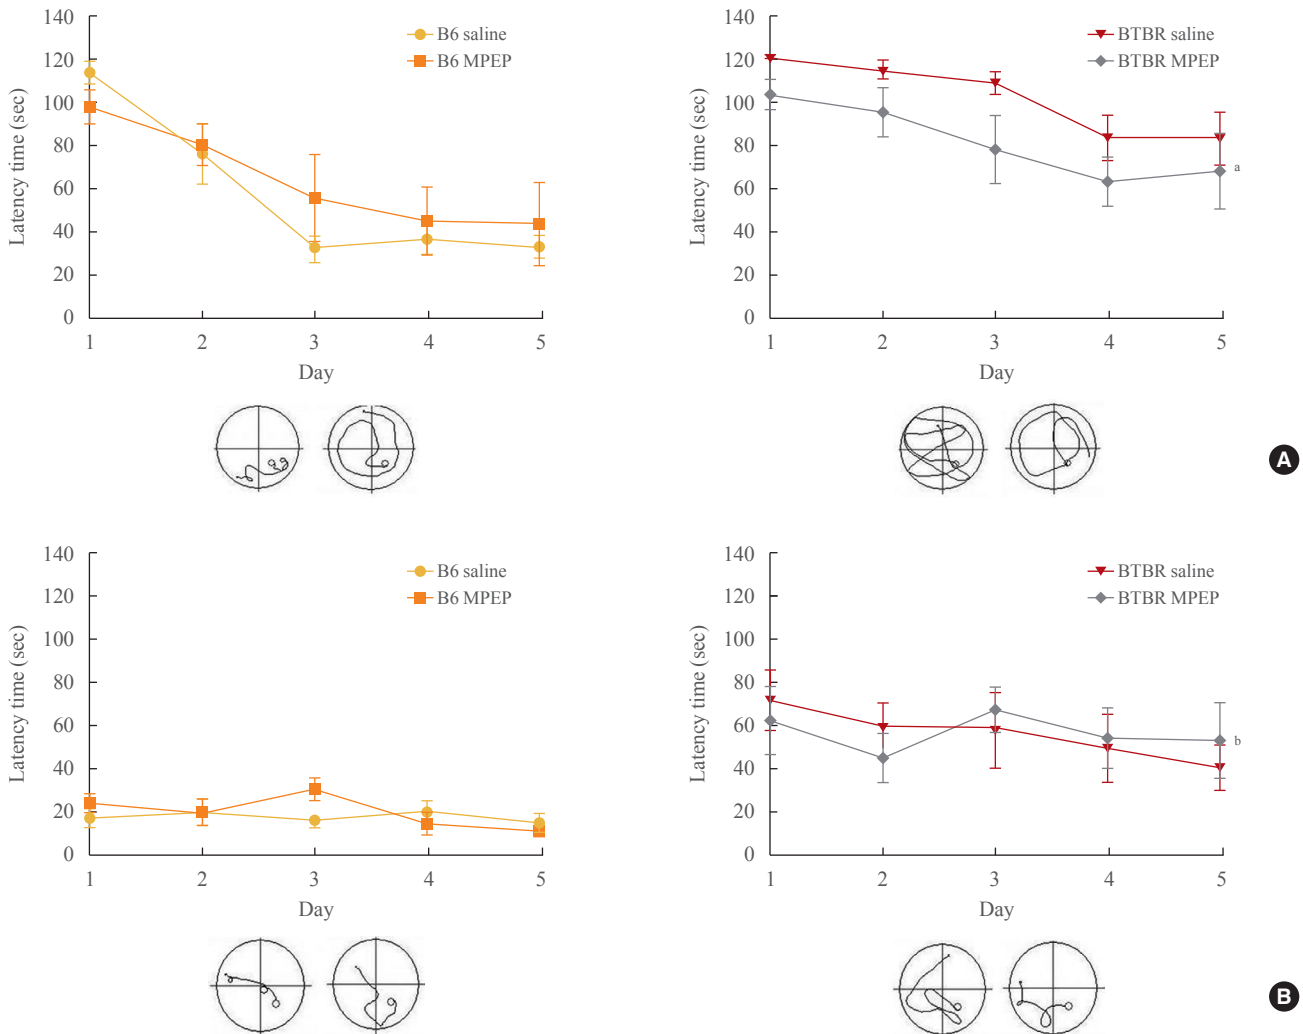 140
120
100
80
60
40
20
0
Latency time (sec)
B6 saline
B6 MPEP
1 2 3 4 5
Day
140
120
100
80
60
40
20
0
Latency time (sec)
BTBR saline
BTBR MPEP
a
1 2 3 4 5
Day
A
140
120
100
80
60
40
20
0
Latency time (sec)
B6 saline
B6 MPEP
1 2 3 4 5
Day
140
120
100
80
60
40
20
0
Latency time (sec)
BTBR saline
BTBR MPEP
b
1 2 3 4 5
Day
B